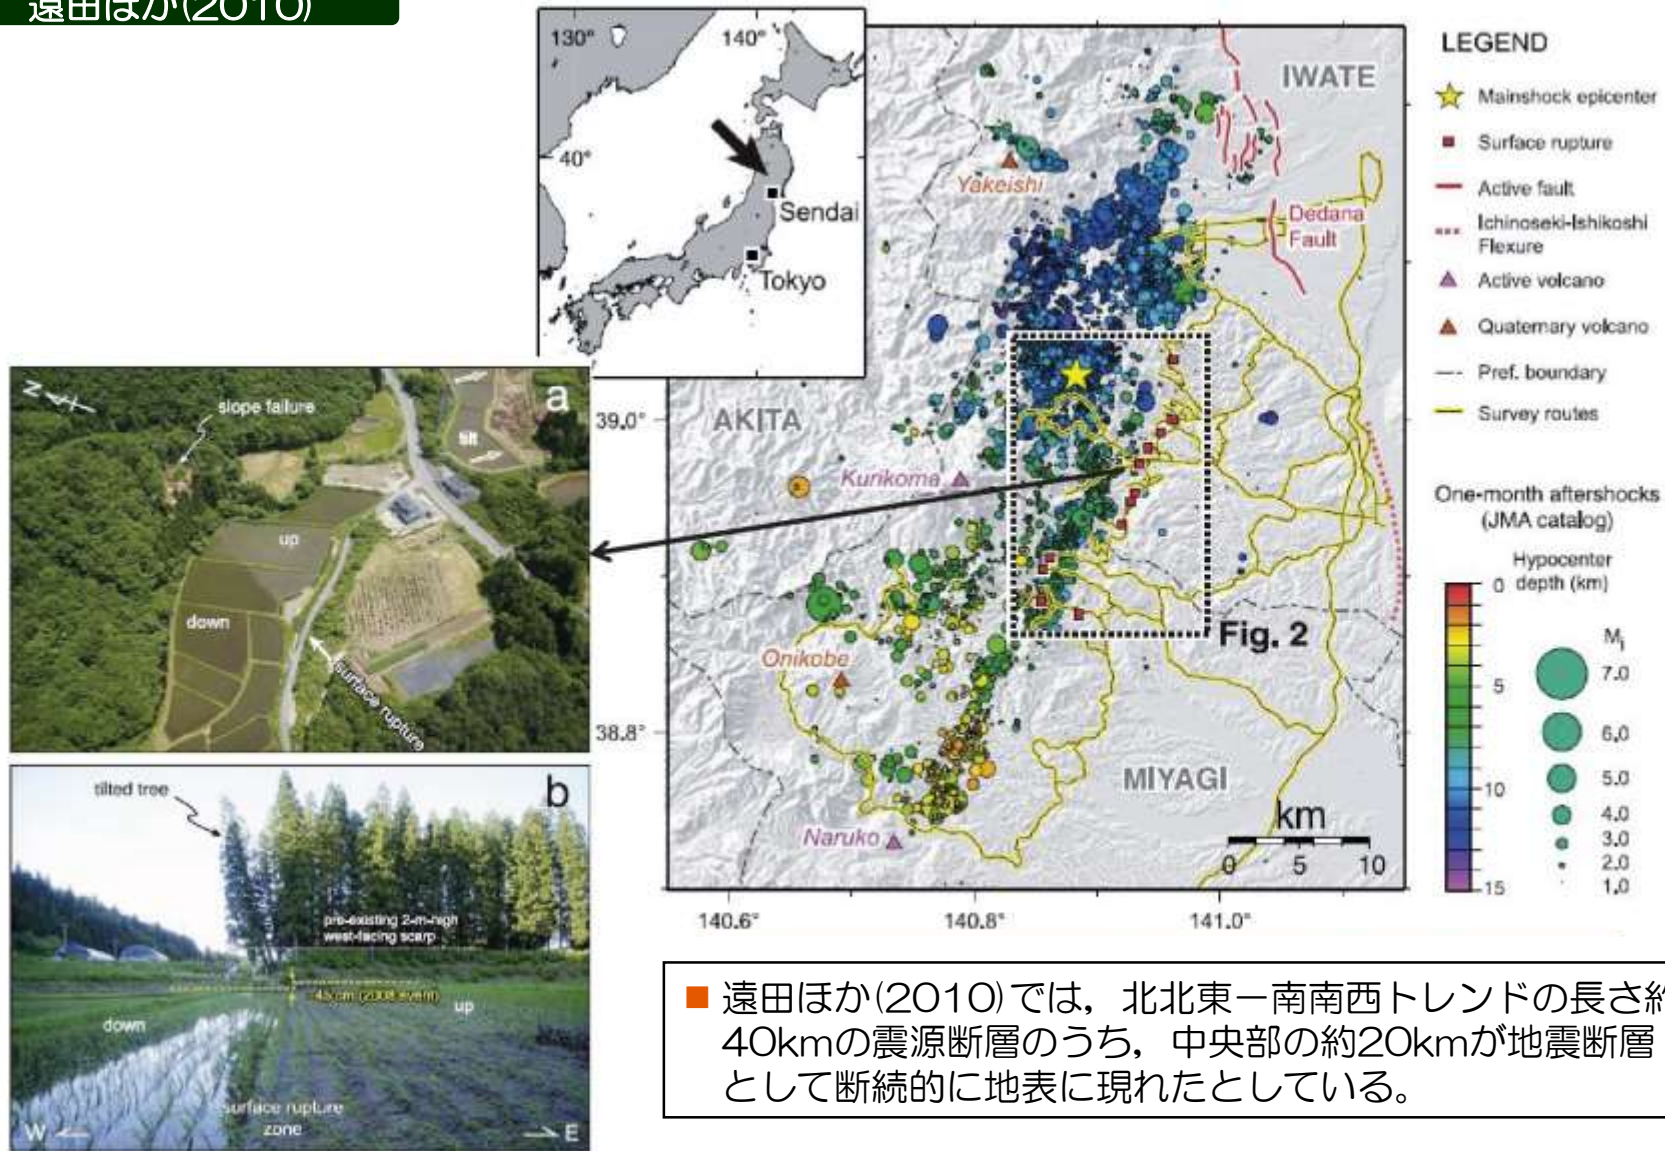 遠田ほか(2010)
130°
140°
40°
Sendai
Tokyo
IWATE
Yakeishi
Dedana
Fault
39.0°
AKITA
Kurikoma
Fig. 2
Onikobe
38.8°
MIYAGI
Naruko
km
0 5 10
140.6° 140.8° 141.0°
LEGEND
Mainshock epicenter
Surface rupture
Active fault
Ichinoseki-Ishikoshi
Flexure
Active volcano
Quaternary volcano
Pref. boundary
Survey routes
One-month aftershocks
(JMA catalog)
Hypocenter
depth (km)
0
5
10
15
Mj
7.0
6.0
5.0
4.0
3.0
2.0
1.0
a
N
slope failure
tilt
up
down
surface rupture
b
tilted tree
pre-existing 2-m-high
west-facing scarp
(2008 event)
up
down
surface rupture
zone
W
E
■ 遠田ほか(2010)では，北北東－南南西トレンドの長さ約
40kmの震源断層のうち，中央部の約20kmが地震断層
として断続的に地表に現れたとしている。